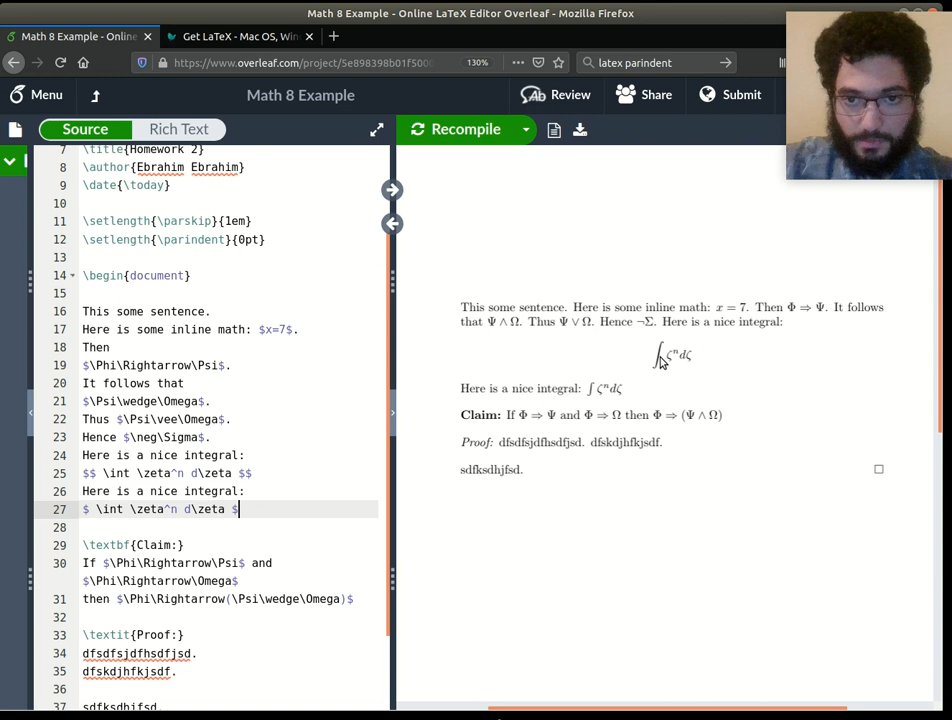 Math 8 Example - Online LaTeX Editor Overleaf - Mozilla Firefox
Math 8 Example - Online
Get LaTeX - Mac OS, Win
https://www.overleaf.com/project/5e898398b01f500
130%
latex parindent
Menu
Math 8 Example
Review
Share
Submit
Source
Rich Text
Recompile
7 \title{Homework 2}
8 \author{Ebrahim Ebrahim}
9 \date{\today}
10
11 \setlength{\parskip}{1em}
12 \setlength{\parindent}{0pt}
13
14 \begin{document}
15
16 This some sentence.
17 Here is some inline math: $x=7$.
18 Then
19 $\Phi\Rightarrow\Psi$.
20 It follows that
21 $\Psi\wedge\Omega$.
22 Thus $\Psi\vee\Omega$.
23 Hence $\neg\Sigma$.
24 Here is a nice integral:
25 $$ \int \zeta^n d\zeta $$
26 Here is a nice integral:
27 $ \int \zeta^n d\zeta $
28
29 \textbf{Claim:}
30 If $\Phi\Rightarrow\Psi$ and
$\Phi\Rightarrow\Omega$
31 then $\Phi\Rightarrow(\Psi\wedge\Omega)$
32
33 \textit{Proof:}
34 dfsdfsjdfhsdfjsd.
35 dfskdjhfkjsdf.
36
37 sdfksdhjfsd.
This some sentence. Here is some inline math: x = 7. Then Φ ⇒ Ψ. It follows
that Ψ ∧ Ω. Thus Ψ ∨ Ω. Hence ¬Σ. Here is a nice integral:
∫ ζⁿdζ
Here is a nice integral: ∫ ζⁿdζ
Claim: If Φ ⇒ Ψ and Φ ⇒ Ω then Φ ⇒ (Ψ ∧ Ω)
Proof: dfsdfsjdfhsdfjsd. dfskdjhfkjsdf.
sdfksdhjfsd.